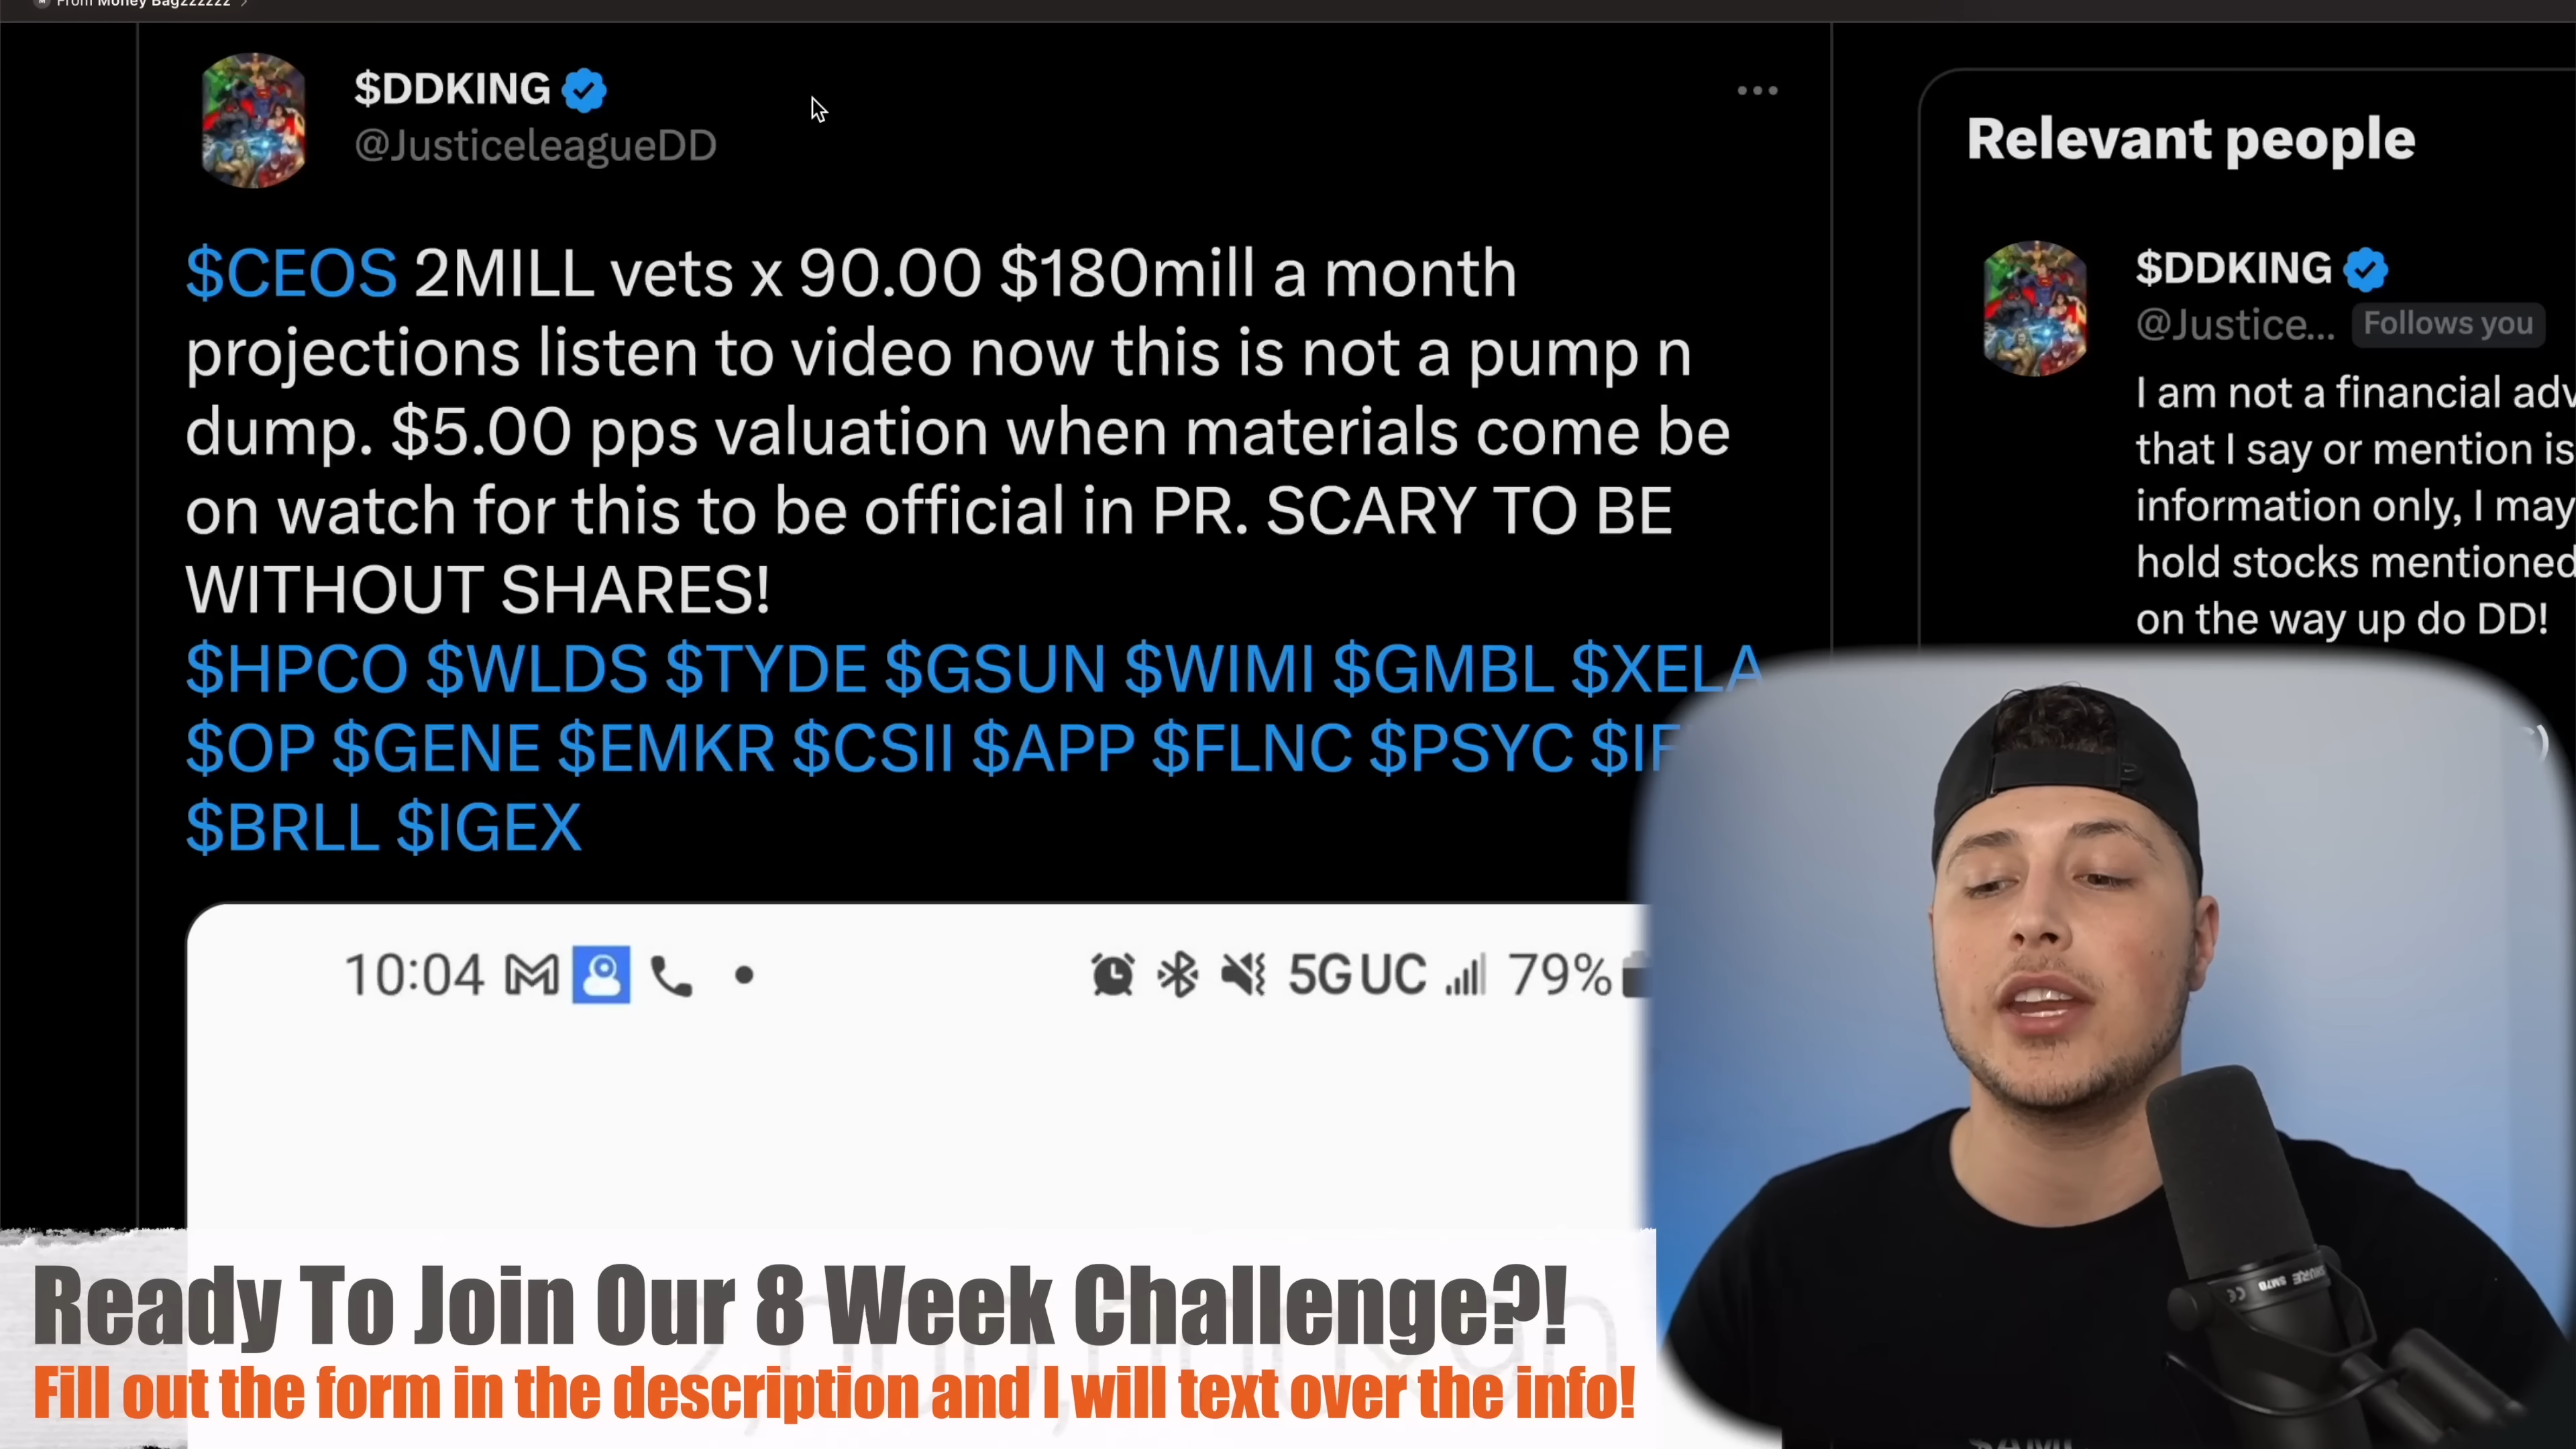 From Money Bagzzzzzz
$DDKING
@JusticeleagueDD
$CEOS 2MILL vets x 90.00 $180mill a month
projections listen to video now this is not a pump n
dump. $5.00 pps valuation when materials come be
on watch for this to be official in PR. SCARY TO BE
WITHOUT SHARES!
$HPCO $WLDS $TYDE $GSUN $WIMI $GMBL $XELA
$OP $GENE $EMKR $CSII $APP $FLNC $PSYC
$BRLL $IGEX
10:04 5G UC 79%
Relevant people
$DDKING
@Justice... Follows you
I am not a financial
that I say or mention is
information only, I may
hold stocks mentioned
on the way up do DD!
Ready To Join Our 8 Week Challenge?!
Fill out the form in the description and I will text over the info!
SHURE SM7B